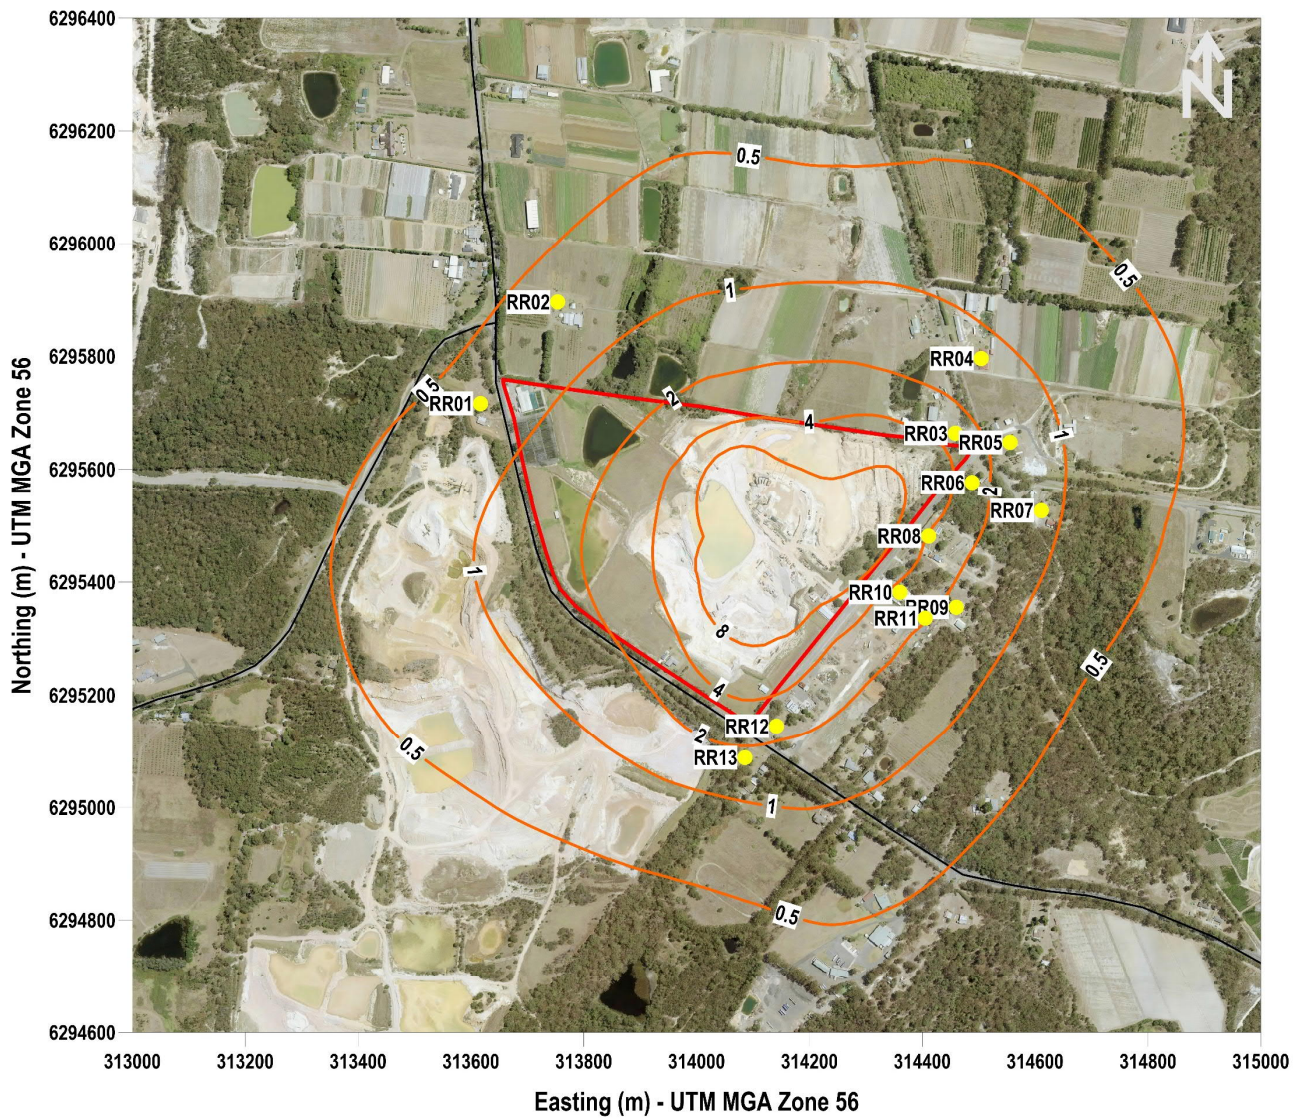 6296400
N
6296200
0.5
6296000
0.5
RR02
1
6295800
RR04
0.5
RR01
2
4
RR03
RR05
1
6295600
RR06
2
RR07
RR08
1
6295400
RR10
RR09
RR11
8
0.5
6295200
4
RR12
2
RR13
0.5
6295000
1
6294800
0.5
6294600
313000 313200 313400 313600 313800 314000 314200 314400 314600 314800 315000
Northing (m) - UTM MGA Zone 56
Easting (m) - UTM MGA Zone 56